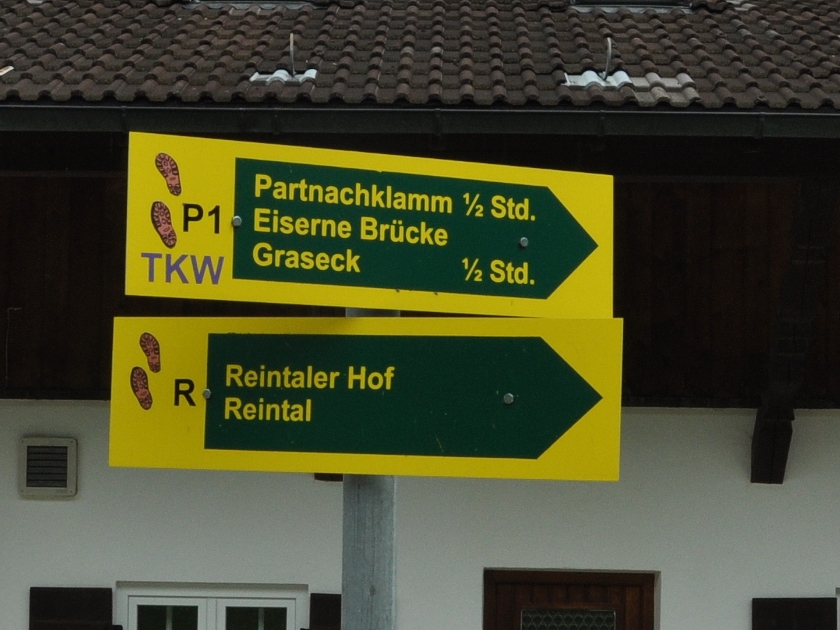 P1
TKW
Partnachklamm ½ Std.
Eiserne Brücke
Graseck ½ Std.
R
Reintaler Hof
Reintal